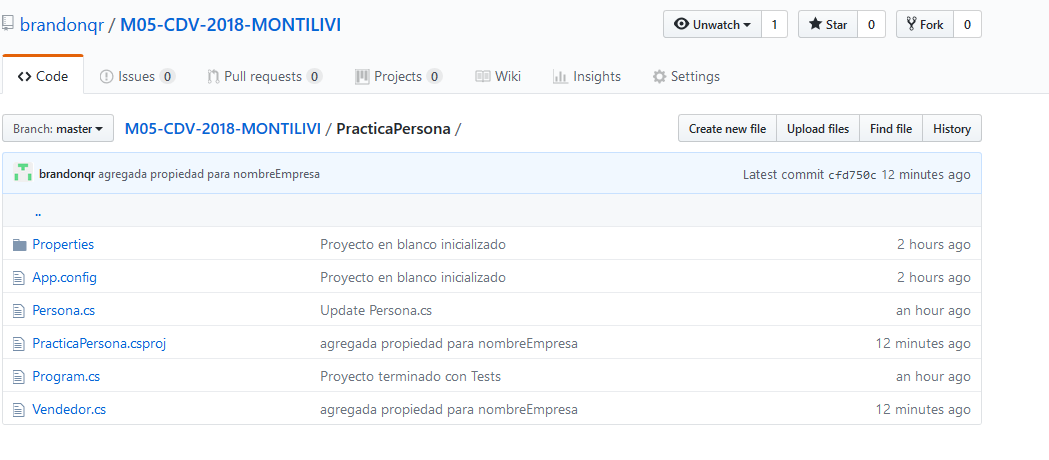 brandonqr / M05-CDV-2018-MONTILIVI
Unwatch 1 Star 0 Fork 0
Code Issues 0 Pull requests 0 Projects 0 Wiki Insights Settings
Branch: master M05-CDV-2018-MONTILIVI / PracticaPersona / Create new file Upload files Find file History
brandonqr agregada propiedad para nombreEmpresa Latest commit cfd750c 12 minutes ago
..
Properties Proyecto en blanco inicializado 2 hours ago
App.config Proyecto en blanco inicializado 2 hours ago
Persona.cs Update Persona.cs an hour ago
PracticaPersona.csproj agregada propiedad para nombreEmpresa 12 minutes ago
Program.cs Proyecto terminado con Tests an hour ago
Vendedor.cs agregada propiedad para nombreEmpresa 12 minutes ago